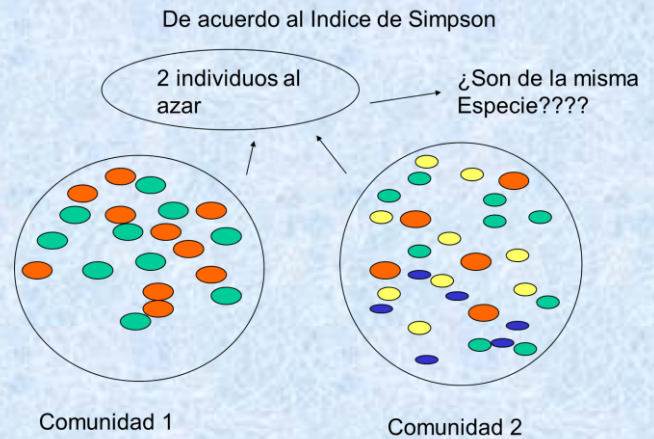 De acuerdo al Indice de Simpson
2 individuos al
azar
¿Son de la misma
Especie????
Comunidad 1
Comunidad 2